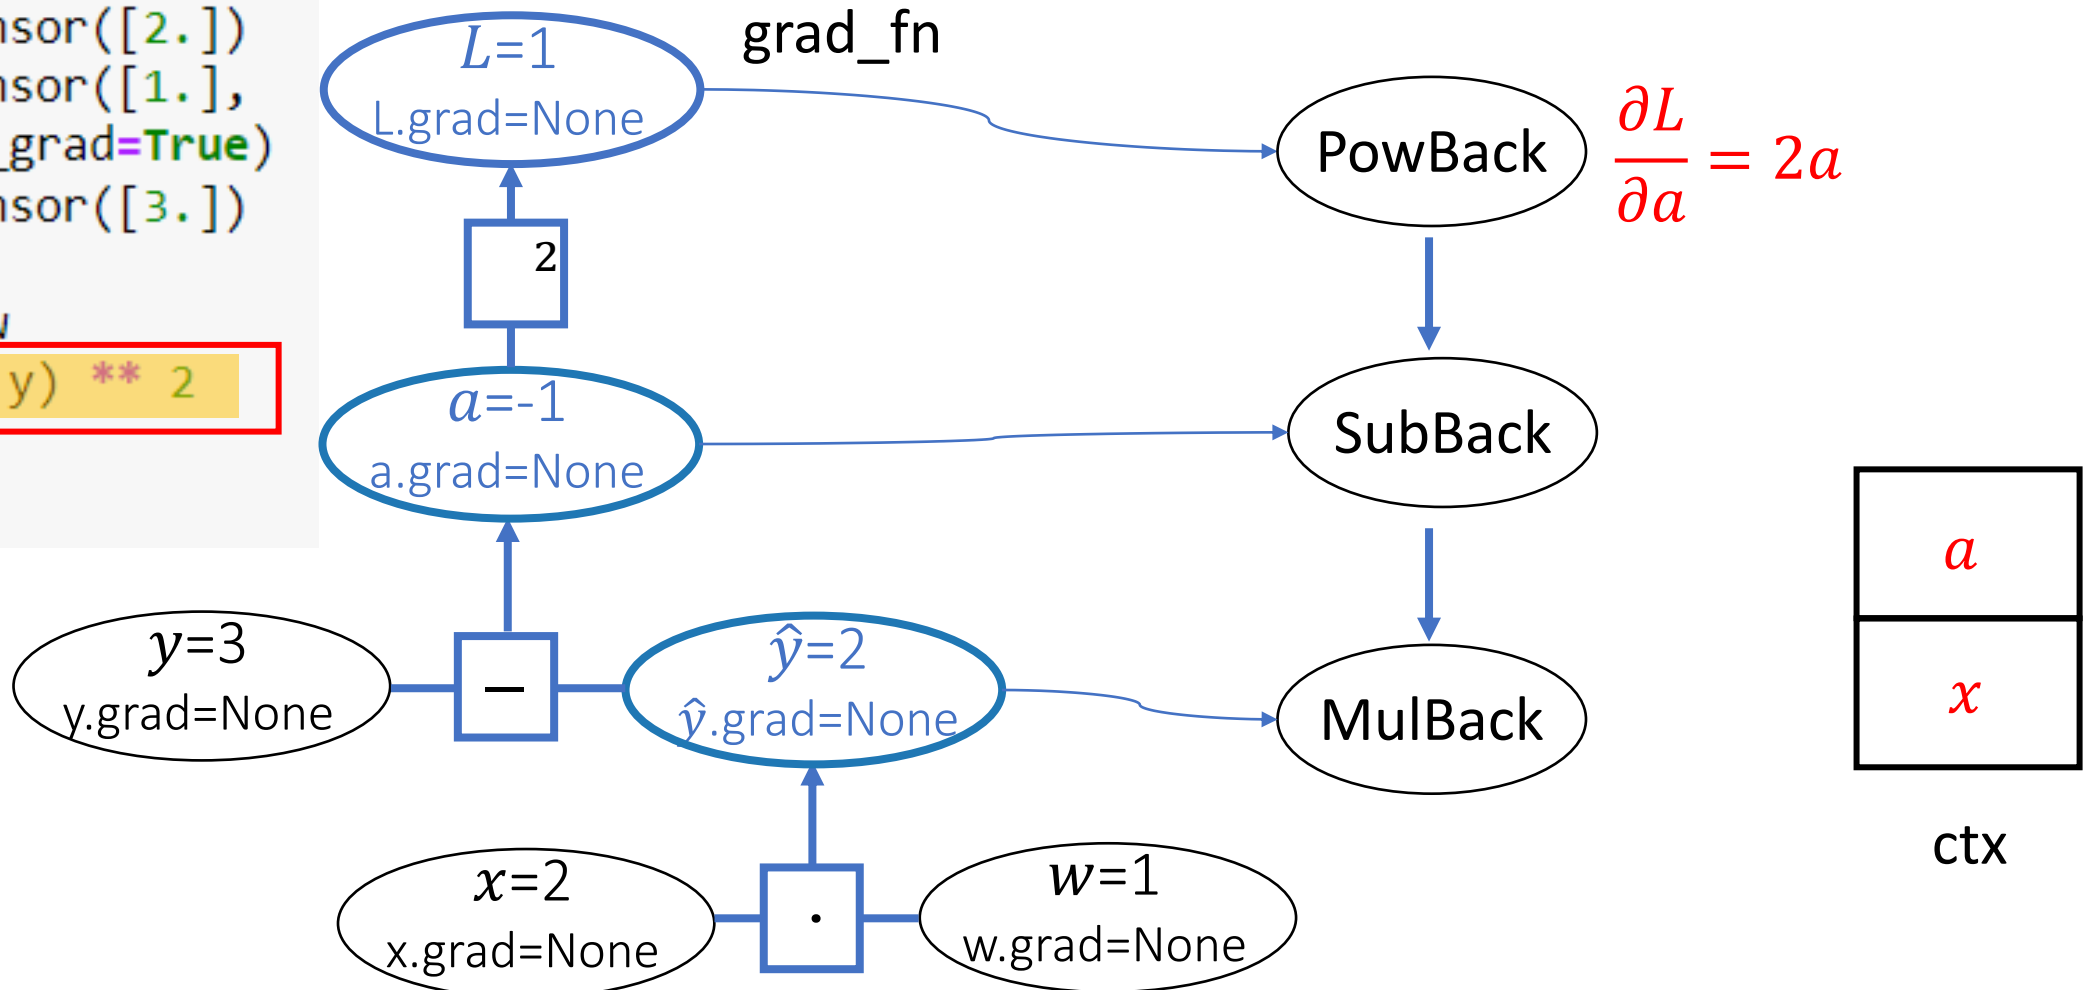 nsor([2.])
nsor([1.],
_grad=True)
nsor([3.])
y) ** 2
L=1
L.grad=None
grad_fn
PowBack
∂L/∂a = 2a
2
a=-1
a.grad=None
SubBack
a
x
ctx
y=3
y.grad=None
−
ŷ=2
ŷ.grad=None
MulBack
x=2
x.grad=None
·
w=1
w.grad=None